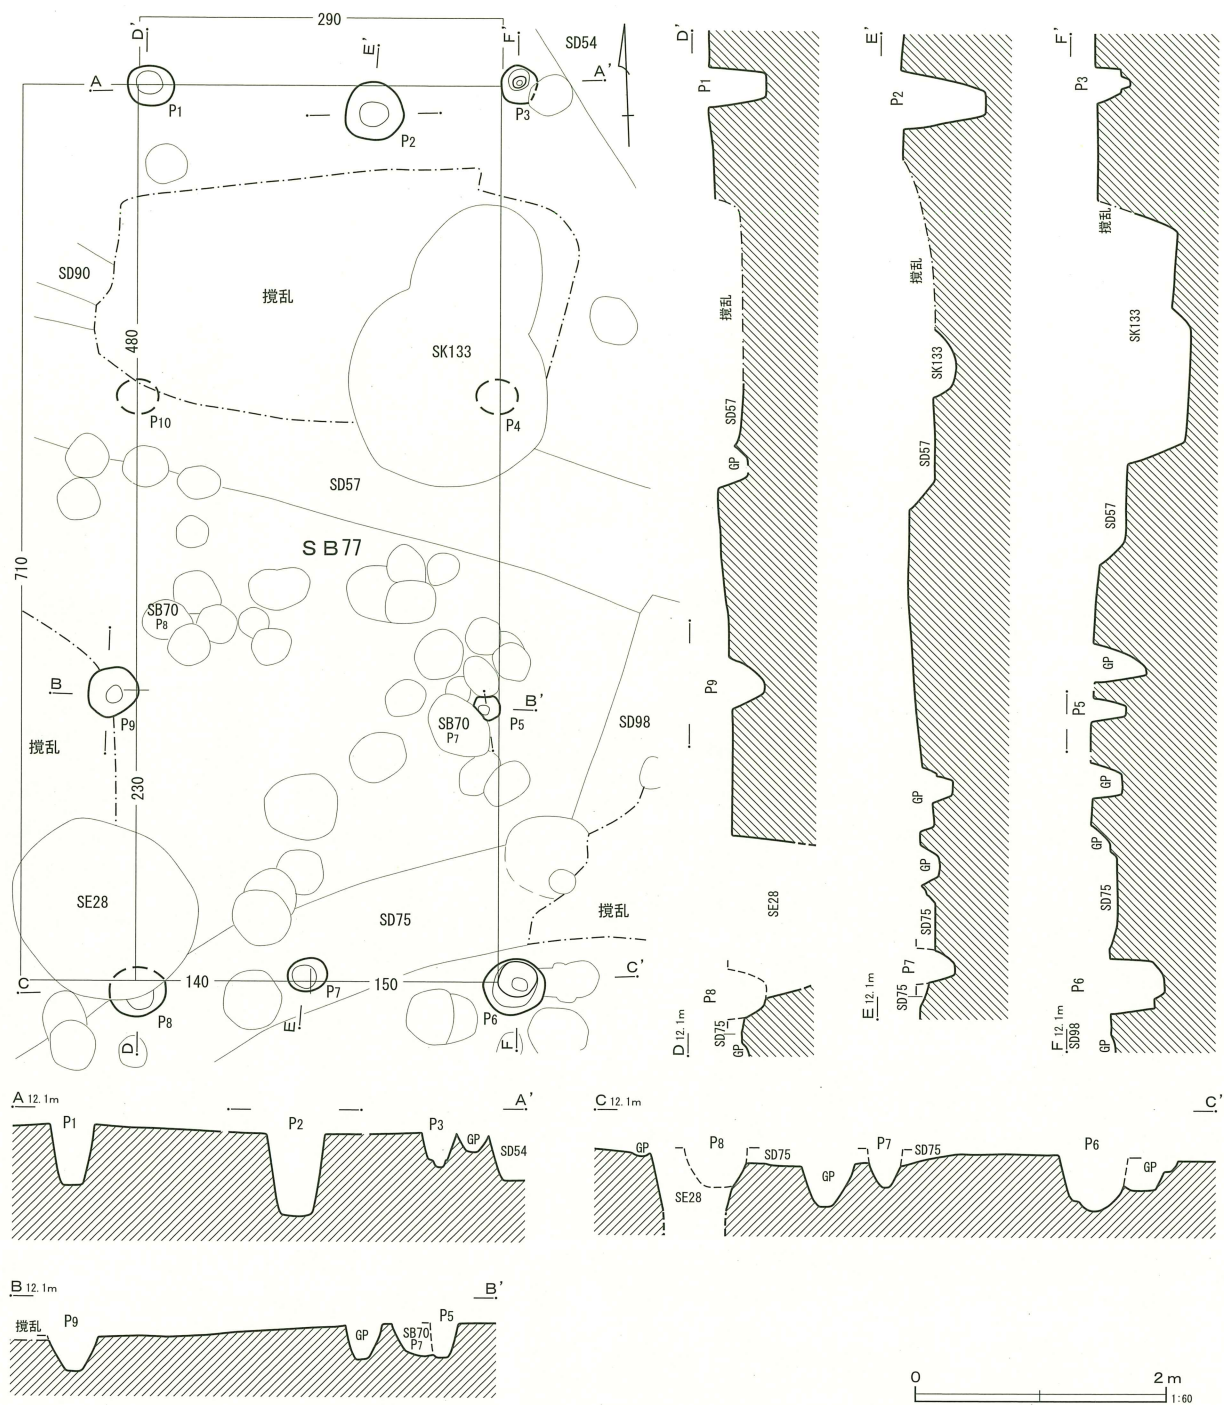 290
D'
E'
F'
SD54
A
A'
P1
P2
P3
SD90
撹乱
480
SK133
P10
P4
SD57
710
SB77
SB70
P8
B
B'
P9
SB70
P7
P5
SD98
撹乱
230
SE28
SD75
撹乱
C
140
150
C'
P8
P7
P6
D
E
F
D'
P1
撹乱
SD57
GP
P9
SE28
P8
SD75
GP
D 12.1m
E'
P2
撹乱
SK133
SD57
GP
GP
SD75
P7
SD75
E 12.1m
F'
P3
撹乱
SK133
SD57
GP
P5
GP
GP
SD75
P6
SD98
GP
F 12.1m
A 12.1m
A'
P1
P2
P3
GP
SD54
C 12.1m
C'
GP
P8
SD75
SE28
GP
P7
SD75
P6
GP
B 12.1m
B'
撹乱
P9
GP
SB70
P7
P5
0
2m
1:60